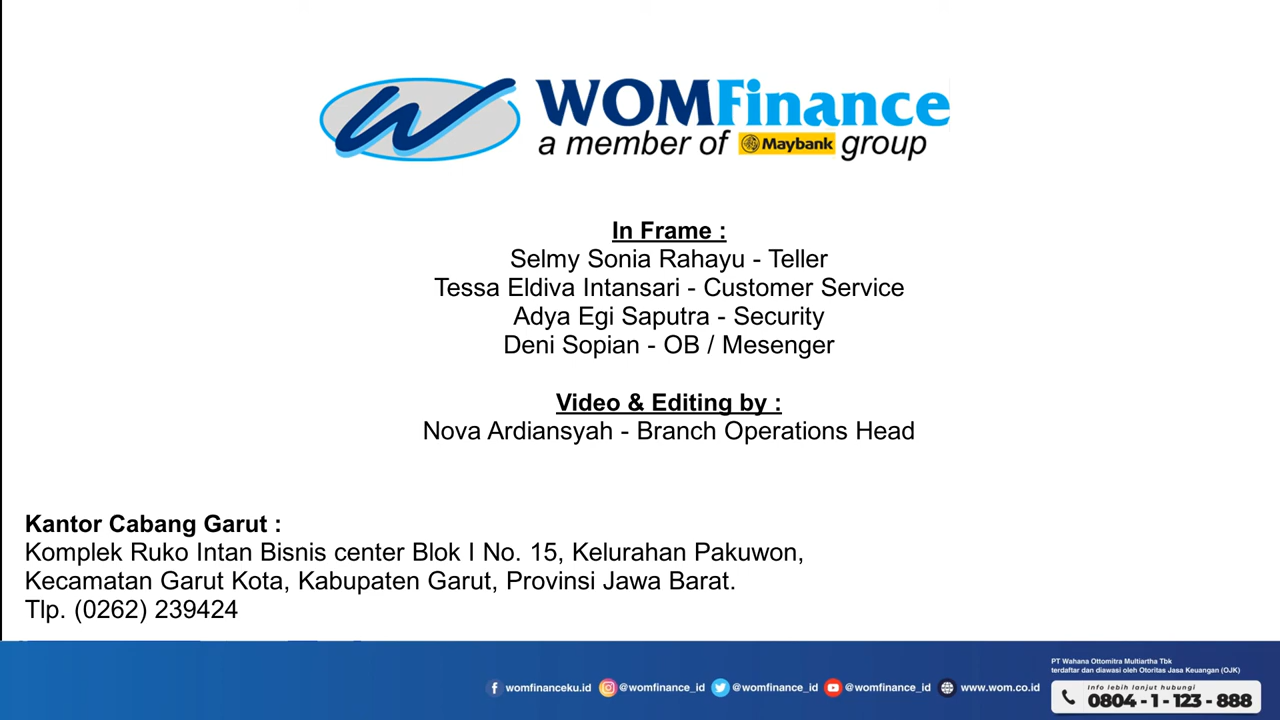 WOMFinance
a member of Maybank group
In Frame :
Selmy Sonia Rahayu - Teller
Tessa Eldiva Intansari - Customer Service
Adya Egi Saputra - Security
Deni Sopian - OB / Mesenger
Video & Editing by :
Nova Ardiansyah - Branch Operations Head
Kantor Cabang Garut :
Komplek Ruko Intan Bisnis center Blok I No. 15, Kelurahan Pakuwon,
Kecamatan Garut Kota, Kabupaten Garut, Provinsi Jawa Barat.
Tlp. (0262) 239424
PT Wahana Ottomitra Multiartha Tbk
terdaftar dan diawasi oleh Otoritas Jasa Keuangan (OJK)
womfinanceku.id @womfinance_id @womfinance_id @womfinance_id www.wom.co.id
Info lebih lanjut hubungi
0804 - 1 - 123 - 888